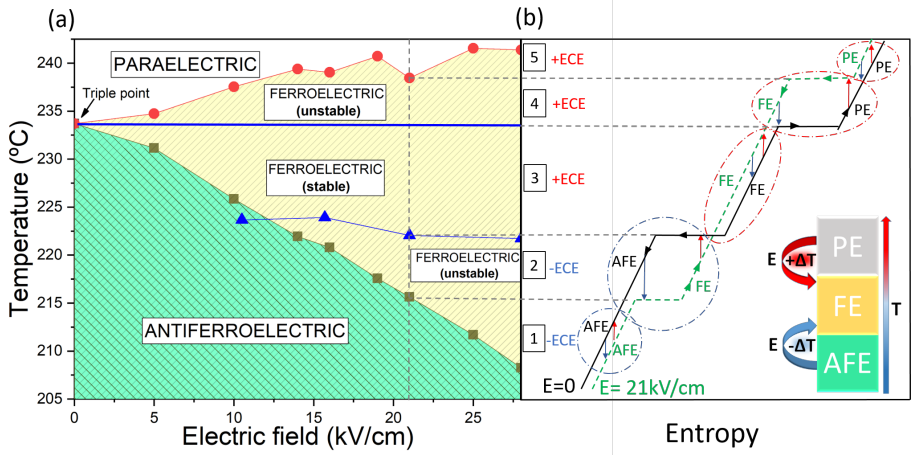 (a)
PARAELECTRIC
Triple point
FERROELECTRIC
(unstable)
FERROELECTRIC
(stable)
FERROELECTRIC
(unstable)
ANTIFERROELECTRIC
240
235
230
225
220
215
210
205
Temperature (ºC)
0 5 10 15 20 25
Electric field (kV/cm)
(b)
5 +ECE
4 +ECE
3 +ECE
2 -ECE
1 -ECE
PE PE
FE PE
FE FE
AFE FE
AFE AFE
E=0 E= 21kV/cm
PE
E +ΔT
FE
E -ΔT
AFE
T
Entropy